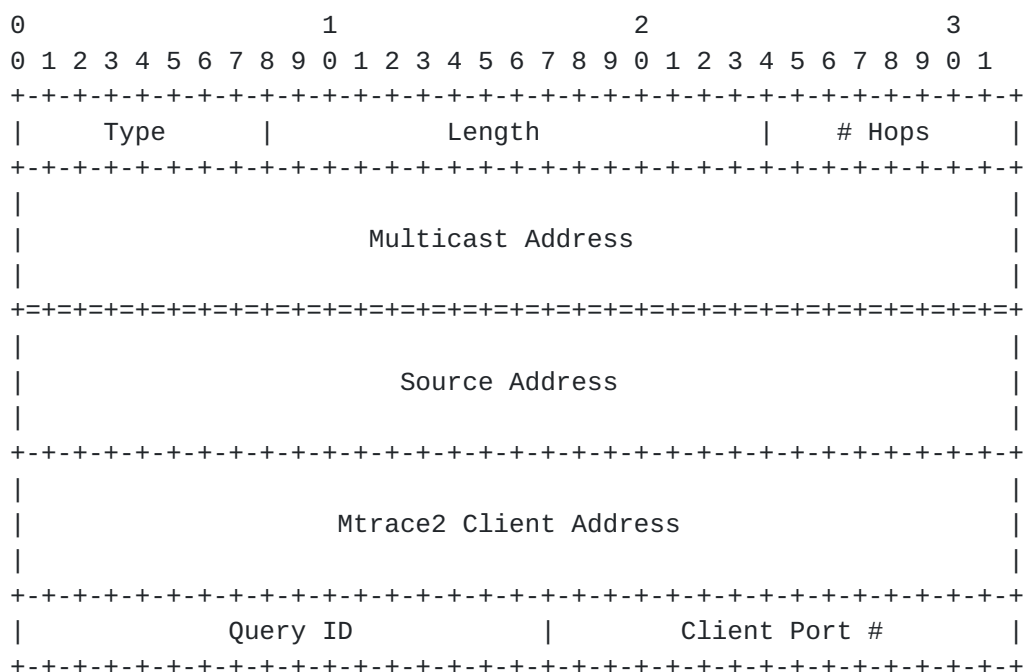 0                   1                   2                   3
0 1 2 3 4 5 6 7 8 9 0 1 2 3 4 5 6 7 8 9 0 1 2 3 4 5 6 7 8 9 0 1
+-+-+-+-+-+-+-+-+-+-+-+-+-+-+-+-+-+-+-+-+-+-+-+-+-+-+-+-+-+-+-+-+
|     Type      |           Length              |    # Hops     |
+-+-+-+-+-+-+-+-+-+-+-+-+-+-+-+-+-+-+-+-+-+-+-+-+-+-+-+-+-+-+-+-+
|                                                               |
|                      Multicast Address                        |
|                                                               |
+=+=+=+=+=+=+=+=+=+=+=+=+=+=+=+=+=+=+=+=+=+=+=+=+=+=+=+=+=+=+=+=+
|                                                               |
|                        Source Address                         |
|                                                               |
+-+-+-+-+-+-+-+-+-+-+-+-+-+-+-+-+-+-+-+-+-+-+-+-+-+-+-+-+-+-+-+-+
|                                                               |
|                    Mtrace2 Client Address                     |
|                                                               |
+-+-+-+-+-+-+-+-+-+-+-+-+-+-+-+-+-+-+-+-+-+-+-+-+-+-+-+-+-+-+-+-+
|             Query ID            |        Client Port #        |
+-+-+-+-+-+-+-+-+-+-+-+-+-+-+-+-+-+-+-+-+-+-+-+-+-+-+-+-+-+-+-+-+